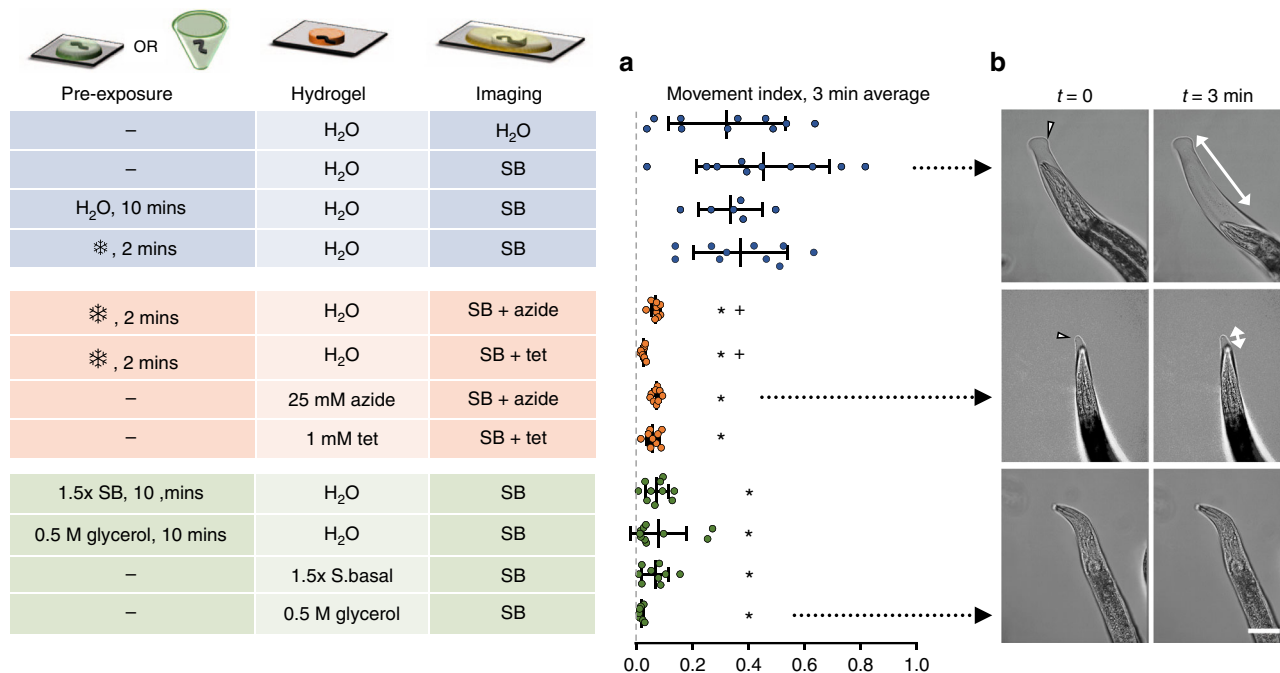 OR
a
b
Pre-exposure Hydrogel Imaging
Movement index, 3 min average
t = 0 t = 3 min
– H₂O H₂O
– H₂O SB
H₂O, 10 mins H₂O SB
❄, 2 mins H₂O SB
❄, 2 mins H₂O SB + azide * +
❄, 2 mins H₂O SB + tet * +
– 25 mM azide SB + azide *
– 1 mM tet SB + tet *
1.5x SB, 10 ,mins H₂O SB *
0.5 M glycerol, 10 mins H₂O SB *
– 1.5x S.basal SB *
– 0.5 M glycerol SB *
0.0 0.2 0.4 0.6 0.8 1.0